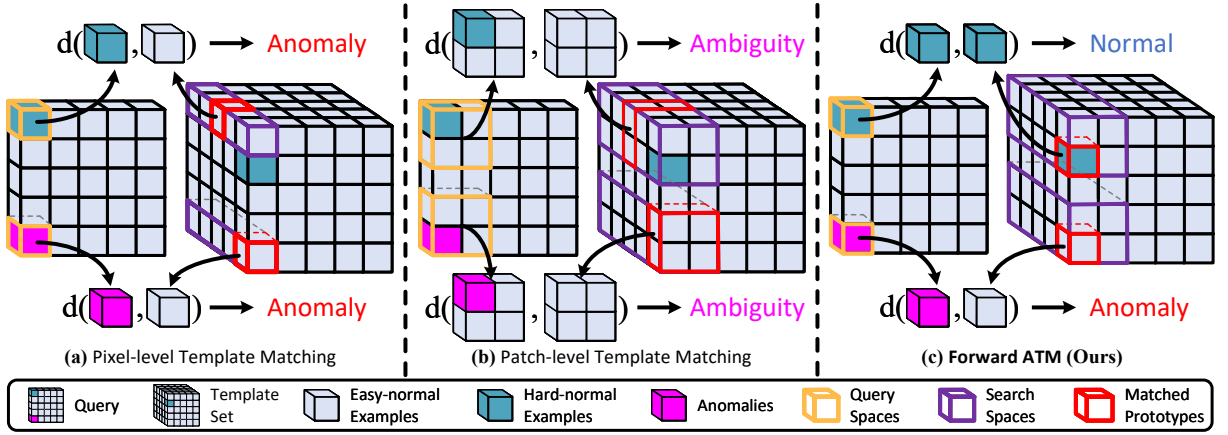 d( , ) Anomaly
d( , ) Ambiguity
d( , ) Normal
d( , ) Anomaly
d( , ) Ambiguity
d( , ) Anomaly
(a) Pixel-level Template Matching
(b) Patch-level Template Matching
(c) Forward ATM (Ours)
Query
Template
Set
Easy-normal
Examples
Hard-normal
Examples
Anomalies
Query
Spaces
Search
Spaces
Matched
Prototypes